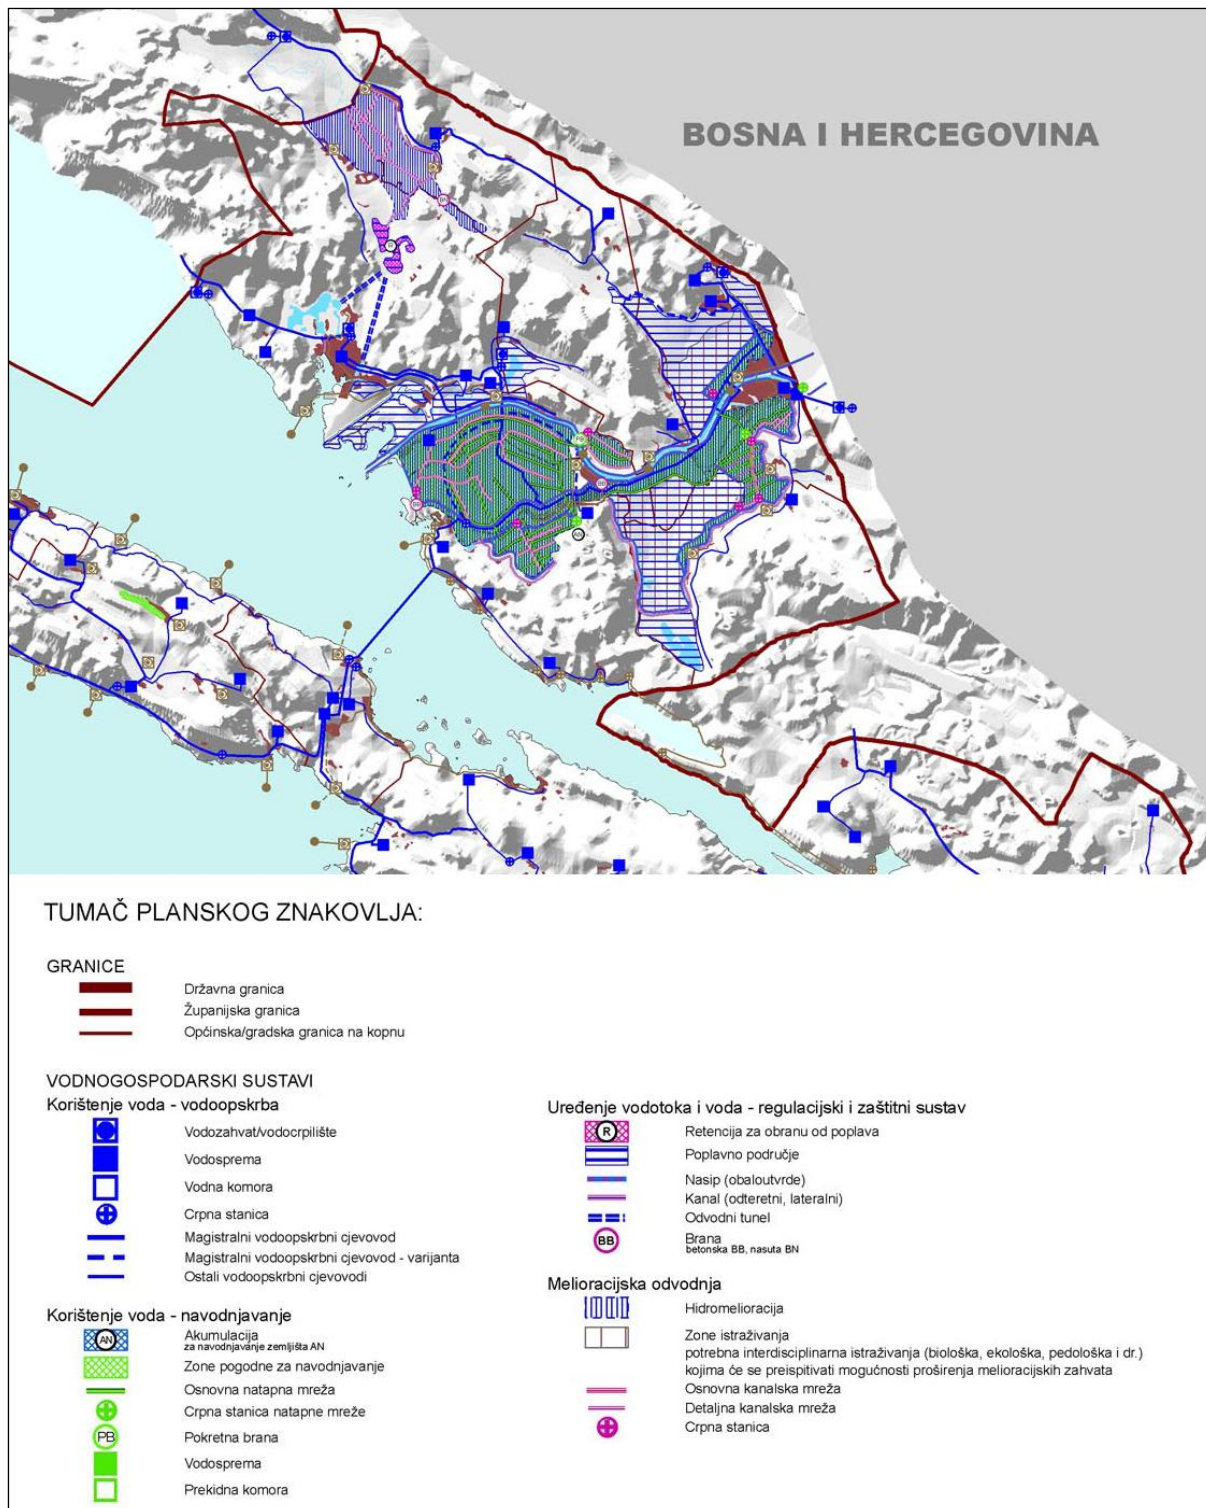 BOSNA I HERCEGOVINA
R
BN
PB
BB
BB
AN
TUMAČ PLANSKOG ZNAKOVLJA:
GRANICE
Državna granica
Županijska granica
Općinska/gradska granica na kopnu
VODNOGOSPODARSKI SUSTAVI
Korištenje voda - vodoopskrba
Vodozahvat/vodocrpilište
Vodosprema
Vodna komora
Crpna stanica
Magistralni vodoopskrbni cjevovod
Magistralni vodoopskrbni cjevovod - varijanta
Ostali vodoopskrbni cjevovodi
Korištenje voda - navodnjavanje
AN
Akumulacija
za navodnjavanje zemljišta AN
Zone pogodne za navodnjavanje
Osnovna natapna mreža
Crpna stanica natapne mreže
PB
Pokretna brana
Vodosprema
Prekidna komora
Uređenje vodotoka i voda - regulacijski i zaštitni sustav
R
Retencija za obranu od poplava
Poplavno područje
Nasip (obaloutvrde)
Kanal (odteretni, lateralni)
Odvodni tunel
BB
Brana
betonska BB, nasuta BN
Melioracijska odvodnja
Hidromelioracija
Zone istraživanja
potrebna interdisciplinarna istraživanja (biološka, ekološka, pedološka i dr.)
kojima će se preispitivati mogućnosti proširenja melioracijskih zahvata
Osnovna kanalska mreža
Detaljna kanalska mreža
Crpna stanica